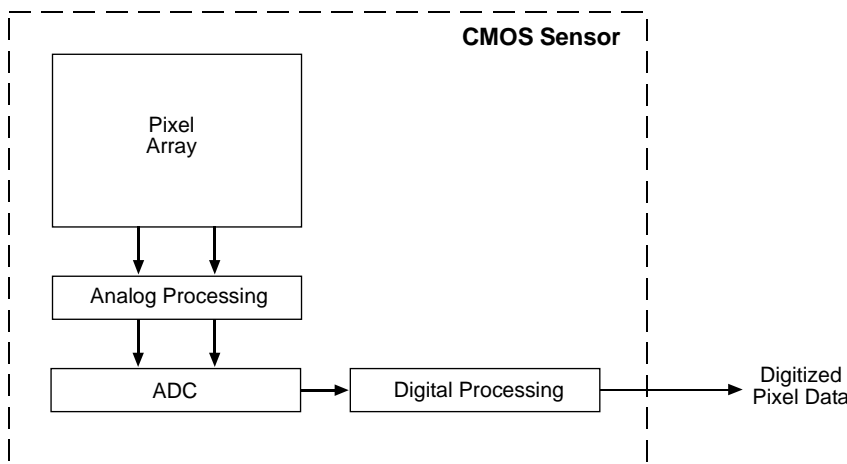 CMOS Sensor
Pixel
Array
Analog Processing
ADC
Digital Processing
Digitized
Pixel Data